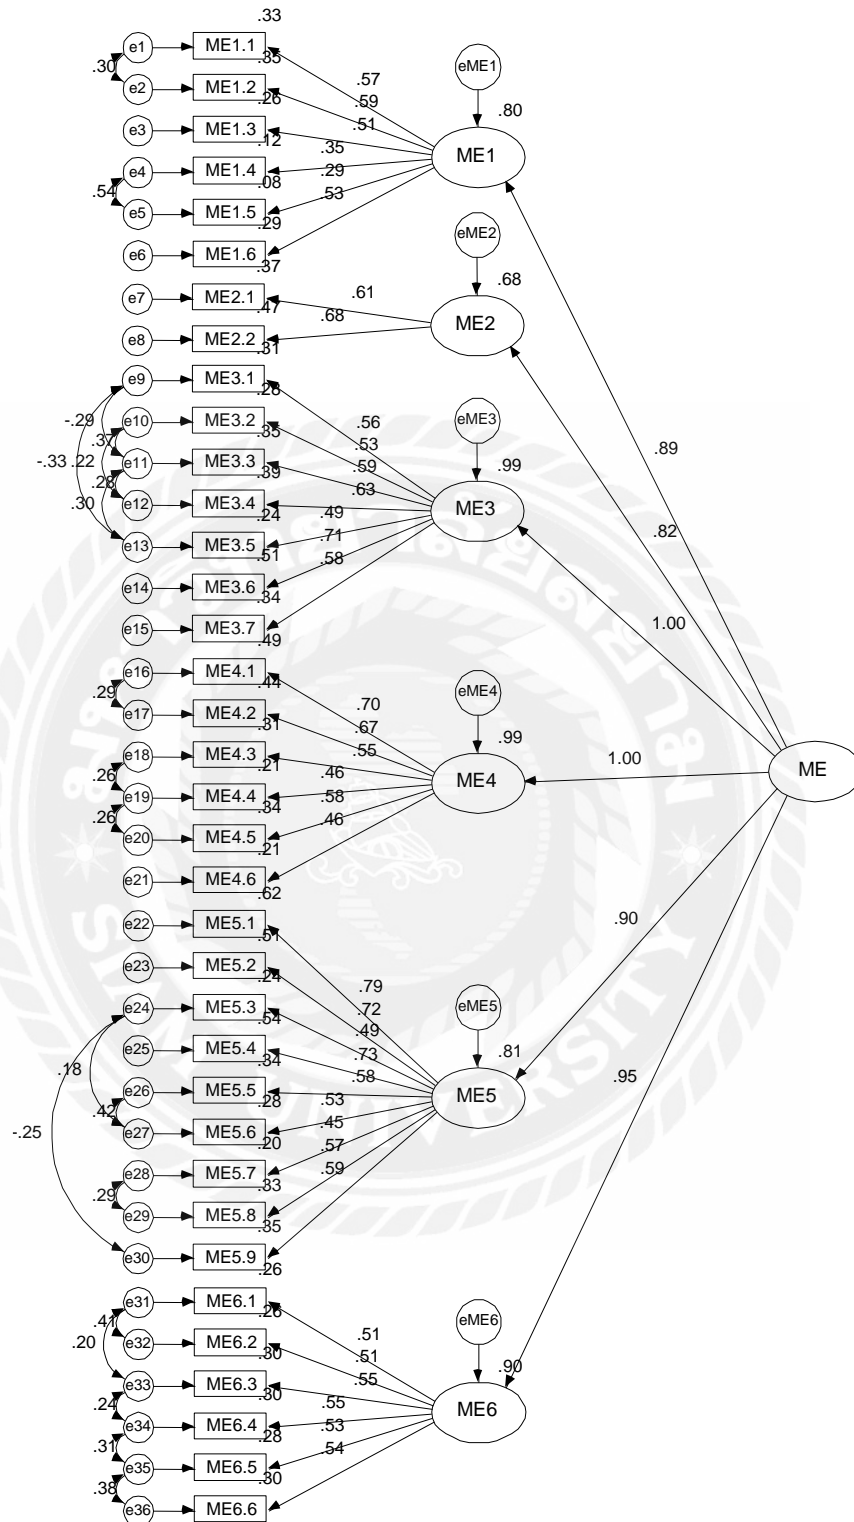 .33
e1 ME1.1 .35
.30 e2 ME1.2 .57 eME1
.26 .59
e3 ME1.3 .51 .80
.12 .35 ME1
e4 ME1.4 .29
.54 .08 .53
e5 ME1.5
.29
e6 ME1.6 eME2
.37
e7 ME2.1 .61 .68
.47 .68 ME2
e8 ME2.2
.31
e9 ME3.1
.28
-.29 e10 ME3.2 .56 eME3
.37 .35 .53 .89
-.33 .22 e11 ME3.3 .59 .99
.28 .39 .63 ME3
.30 e12 ME3.4 .49
.24 .71 .82
e13 ME3.5 .58
.51
e14 ME3.6
.34 1.00
e15 ME3.7
.49
e16 ME4.1 eME4
.29 .44 .70
e17 ME4.2 .67
.31 .55 .99
e18 ME4.3 1.00 ME
.26 .21 .46 ME4
e19 ME4.4 .58
.26 .34 .46
e20 ME4.5
.21
e21 ME4.6
.62
e22 ME5.1 .90
.51
e23 ME5.2
.24 .79
e24 ME5.3 .72 eME5
.54 .49
e25 ME5.4 .73 .81
.18 .34 .58
e26 ME5.5 .53 ME5 .95
.42 .28 .45
-.25 e27 ME5.6 .57
.20 .59
e28 ME5.7
.29 .33
e29 ME5.8
.35
e30 ME5.9
.26
e31 ME6.1
.41 .26 eME6
.20 e32 ME6.2 .51
.30 .51
e33 ME6.3 .55 .90
.24 .30 .55 ME6
e34 ME6.4 .53
.31 .28 .54
e35 ME6.5
.38 .30
e36 ME6.6
SIAM UNIVERSITY